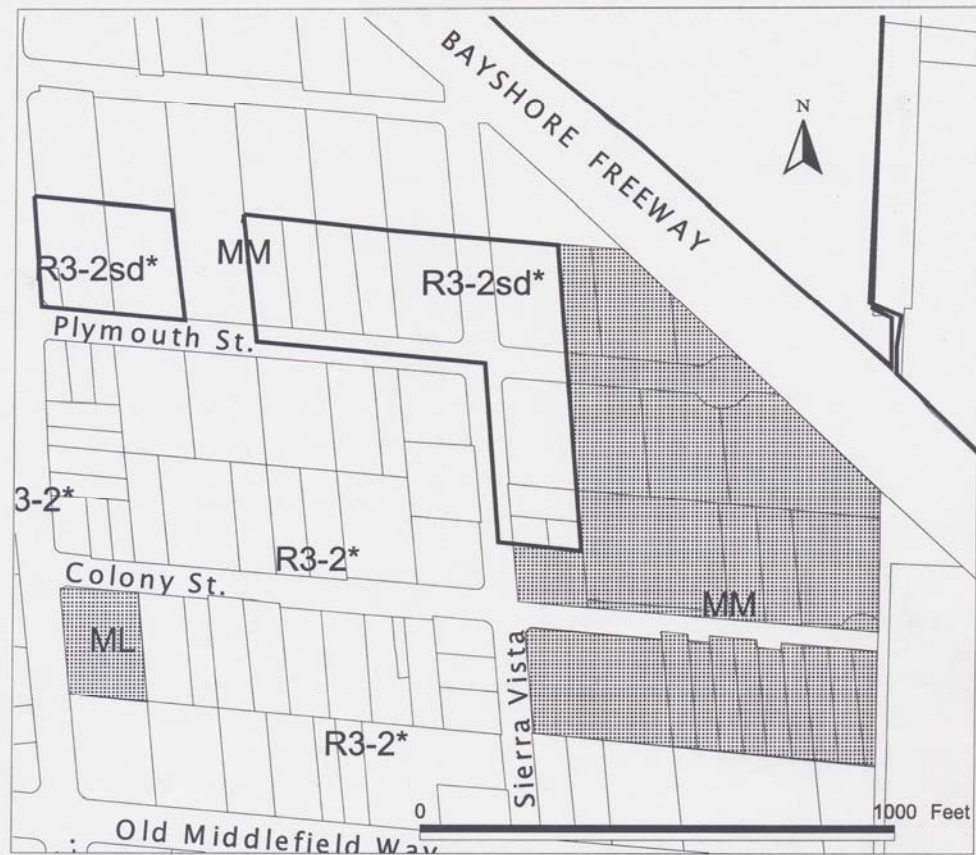 BAYSHORE FREEWAY
N
R3-2sd*
MM
R3-2sd*
Plymouth St.
3-2*
R3-2*
Colony St.
MM
ML
Sierra Vista
R3-2*
0
1000 Feet
Old Middlefield Way